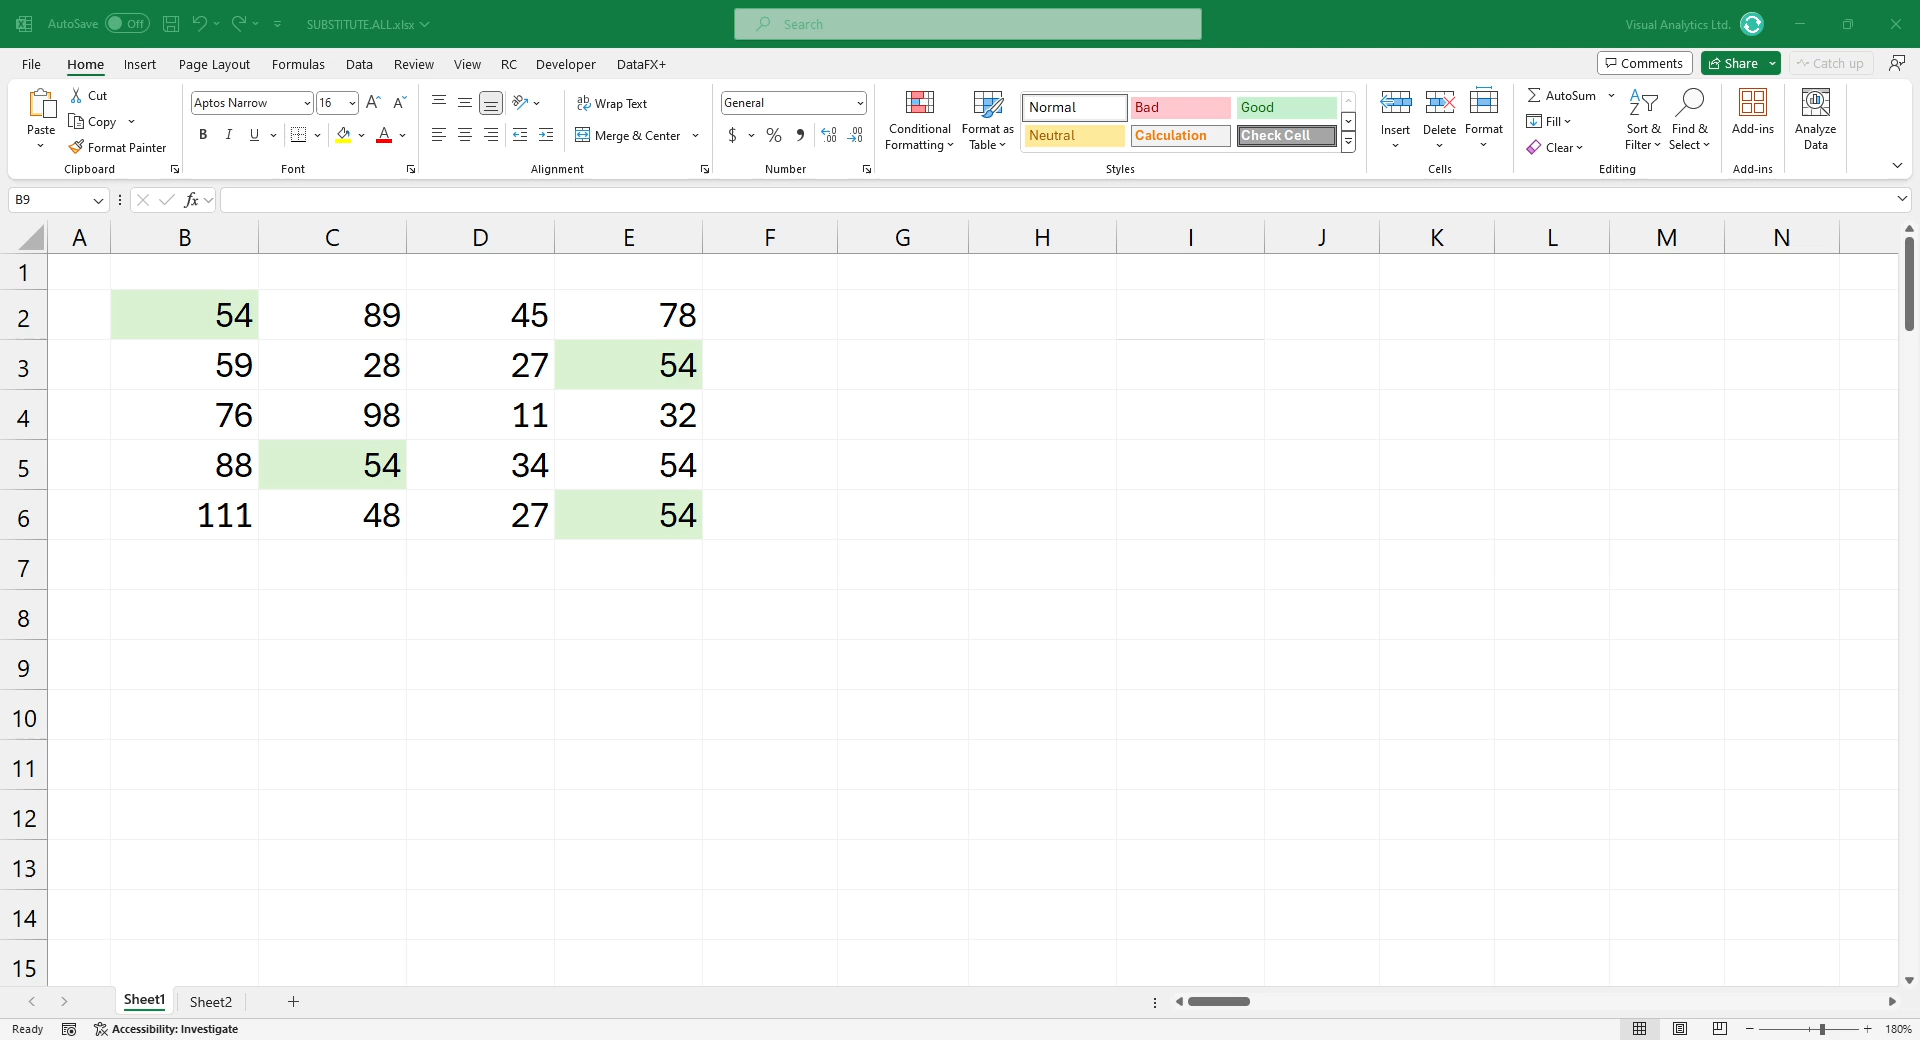 AutoSave Off SUBSTITUTE.ALL.xlsx Search Visual Analytics Ltd.
File Home Insert Page Layout Formulas Data Review View RC Developer DataFX+ Comments Share Catch up
Paste Cut Copy Format Painter Clipboard
Aptos Narrow 16 A A B I U A Font
ab Wrap Text Merge & Center Alignment
General $ % Number
Conditional Formatting Format as Table Normal Bad Good Neutral Calculation Check Cell Styles
Insert Delete Format Cells
AutoSum Fill Clear Sort & Filter Find & Select Editing
Add-ins Add-ins
Analyze Data
B9 fx
A B C D E F G H I J K L M N
1
2 54 89 45 78
3 59 28 27 54
4 76 98 11 32
5 88 54 34 54
6 111 48 27 54
7
8
9
10
11
12
13
14
15
Sheet1 Sheet2
Ready Accessibility: Investigate 180%